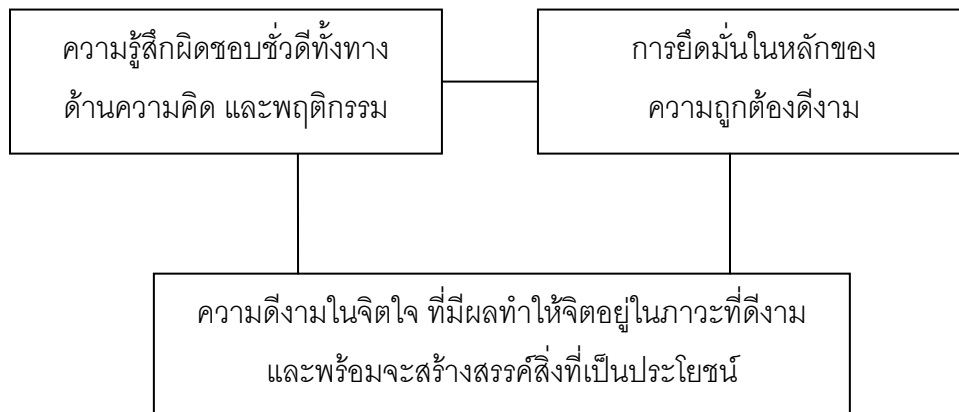 ความรู้สึกผิดชอบชั่วดีทั้งทาง
ด้านความคิด และพฤติกรรม
การยึดมั่นในหลักของ
ความถูกต้องดีงาม
ความดีงามในจิตใจ ที่มีผลทำให้จิตอยู่ในภาวะที่ดีงาม
และพร้อมจะสร้างสรรค์สิ่งที่เป็นประโยชน์